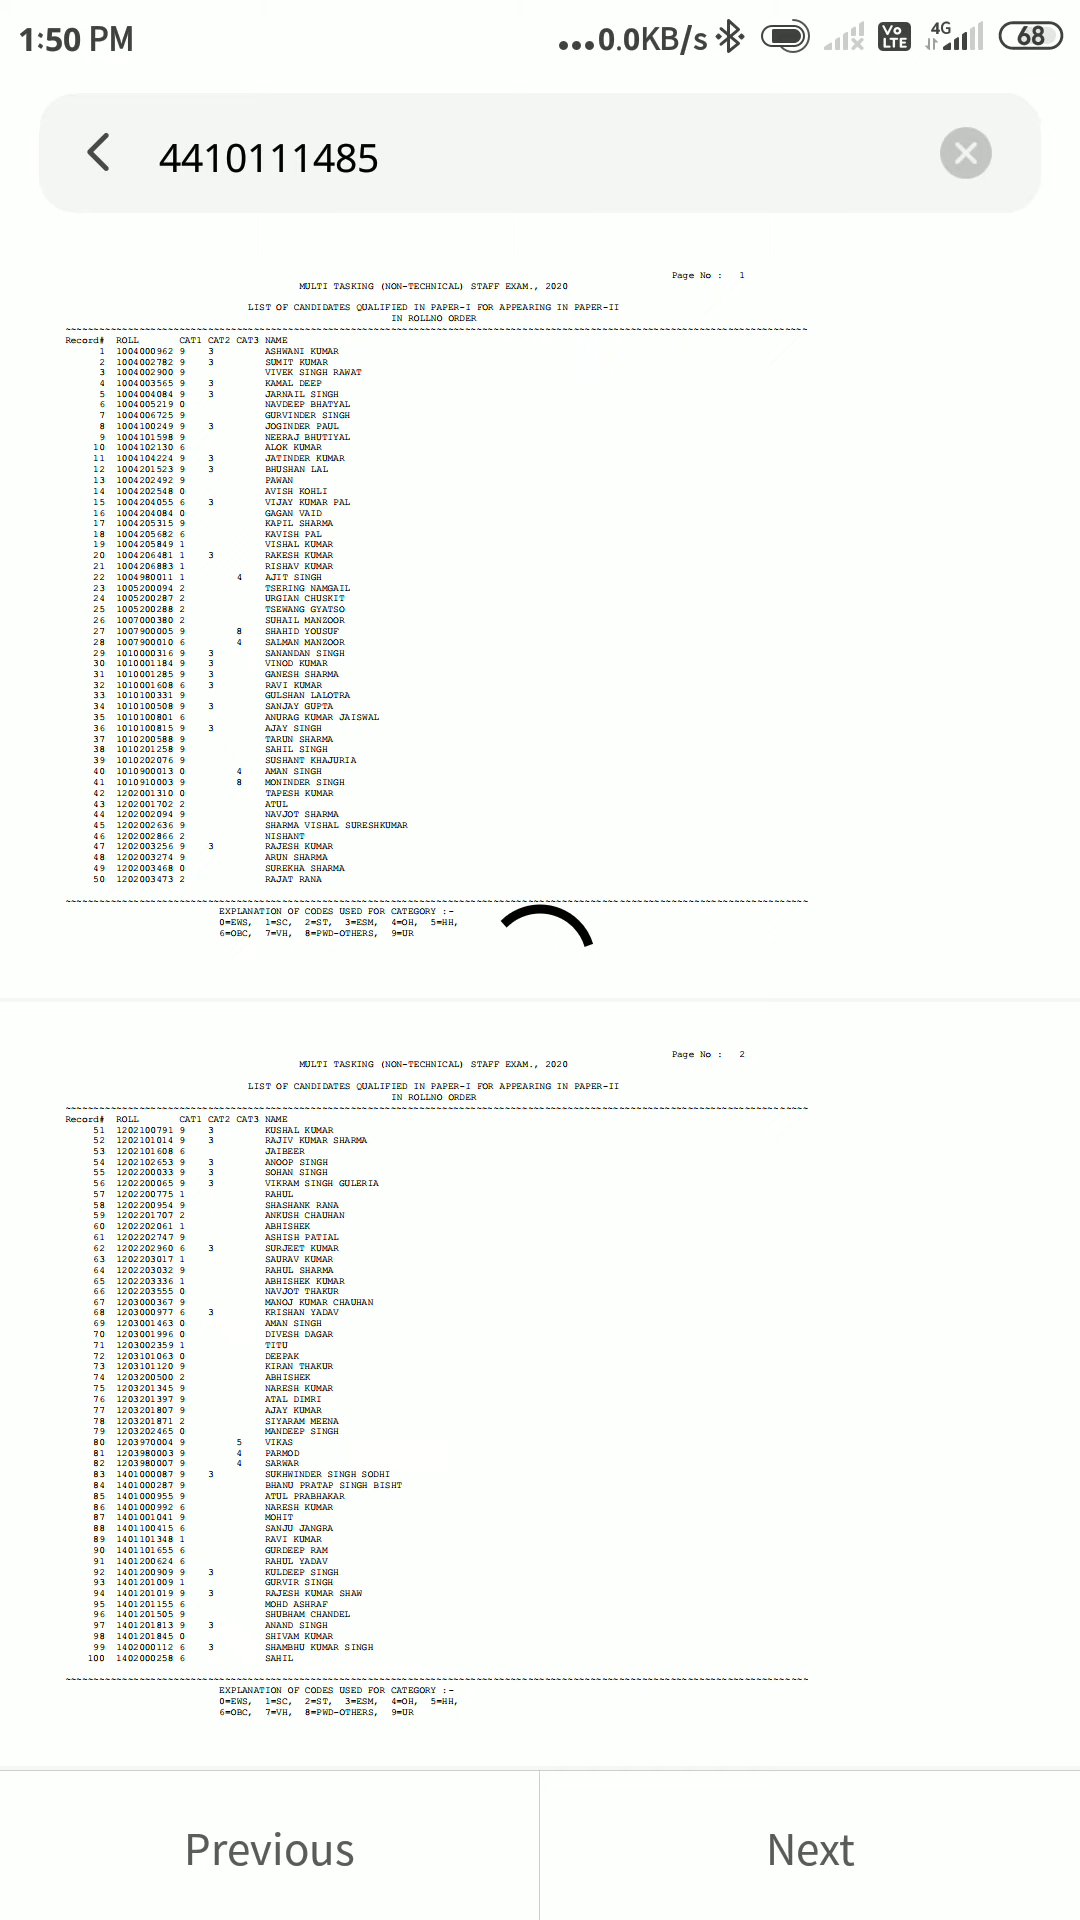 1:50 PM ...0.0KB/s Vo LTE 4G 68
4410111485
Page No : 1
MULTI TASKING (NON-TECHNICAL) STAFF EXAM., 2020
LIST OF CANDIDATES QUALIFIED IN PAPER-I FOR APPEARING IN PAPER-II
IN ROLLNO ORDER
Record# ROLL CAT1 CAT2 CAT3 NAME
1 1004000962 9 3 ASHWANI KUMAR
2 1004002782 9 3 SUMIT KUMAR
3 1004002900 9 VIVEK SINGH RAWAT
4 1004003565 9 3 KAMAL DEEP
5 1004004084 9 3 JARNAIL SINGH
6 1004005219 0 NAVDEEP BHATYAL
7 1004006725 9 GURVINDER SINGH
8 1004100249 9 3 JOGINDER PAUL
9 1004101598 9 NEERAJ BHUTIYAL
10 1004102130 6 ALOK KUMAR
11 1004104224 9 3 JATINDER KUMAR
12 1004201523 9 3 BHUSHAN LAL
13 1004202492 9 PAWAN
14 1004202548 0 AVISH KOHLI
15 1004204055 6 3 VIJAY KUMAR PAL
16 1004204084 0 GAGAN VAID
17 1004205315 9 KAPIL SHARMA
18 1004205682 6 KAVISH PAL
19 1004205849 1 VISHAL KUMAR
20 1004206481 1 3 RAKESH KUMAR
21 1004206883 1 RISHAV KUMAR
22 1004980011 1 4 AJIT SINGH
23 1005200094 2 TSERING NAMGAIL
24 1005200287 2 URGIAN CHUSKIT
25 1005200288 2 TSEWANG GYATSO
26 1007000380 2 SUHAIL MANZOOR
27 1007900005 9 8 SHAHID YOUSUF
28 1007900010 6 4 SALMAN MANZOOR
29 1010000316 9 3 SANANDAN SINGH
30 1010001184 9 3 VINOD KUMAR
31 1010001285 9 3 GANESH SHARMA
32 1010001608 6 3 RAVI KUMAR
33 1010100331 9 GULSHAN LALOTRA
34 1010100508 9 3 SANJAY GUPTA
35 1010100801 6 ANURAG KUMAR JAISWAL
36 1010100815 9 3 AJAY SINGH
37 1010200588 9 TARUN SHARMA
38 1010201258 9 SAHIL SINGH
39 1010202076 9 SUSHANT KHAJURIA
40 1010900013 0 4 AMAN SINGH
41 1010910003 9 8 MONINDER SINGH
42 1202001310 0 TAPESH KUMAR
43 1202001702 2 ATUL
44 1202002094 9 NAVJOT SHARMA
45 1202002636 9 SHARMA VISHAL SURESHKUMAR
46 1202002866 2 NISHANT
47 1202003256 9 3 RAJESH KUMAR
48 1202003274 9 ARUN SHARMA
49 1202003468 0 SUREKHA SHARMA
50 1202003473 2 RAJAT RANA
EXPLANATION OF CODES USED FOR CATEGORY :-
0=EWS, 1=SC, 2=ST, 3=ESM, 4=OH, 5=HH,
6=OBC, 7=VH, 8=PWD-OTHERS, 9=UR
Page No : 2
MULTI TASKING (NON-TECHNICAL) STAFF EXAM., 2020
LIST OF CANDIDATES QUALIFIED IN PAPER-I FOR APPEARING IN PAPER-II
IN ROLLNO ORDER
Record# ROLL CAT1 CAT2 CAT3 NAME
51 1202100791 9 3 KUSHAL KUMAR
52 1202101014 9 3 RAJIV KUMAR SHARMA
53 1202101608 6 JAIBEER
54 1202102653 9 3 ANOOP SINGH
55 1202200033 9 3 SOHAN SINGH
56 1202200065 9 3 VIKRAM SINGH GULERIA
57 1202200775 1 RAHUL
58 1202200954 9 SHASHANK RANA
59 1202201707 2 ANKUSH CHAUHAN
60 1202202061 1 ABHISHEK
61 1202202747 9 ASHISH PATIAL
62 1202202960 6 3 SURJEET KUMAR
63 1202203017 1 SAURAV KUMAR
64 1202203032 9 RAHUL SHARMA
65 1202203336 1 ABHISHEK KUMAR
66 1202203555 0 NAVJOT THAKUR
67 1203000367 9 MANOJ KUMAR CHAUHAN
68 1203000977 6 3 KRISHAN YADAV
69 1203001463 0 AMAN SINGH
70 1203001996 0 DIVESH DAGAR
71 1203002359 1 TITU
72 1203101063 0 DEEPAK
73 1203101120 9 KIRAN THAKUR
74 1203200500 2 ABHISHEK
75 1203201345 9 NARESH KUMAR
76 1203201397 9 ATAL DIMRI
77 1203201807 9 AJAY KUMAR
78 1203201871 2 SIYARAM MEENA
79 1203202465 0 MANDEEP SINGH
80 1203970004 9 5 VIKAS
81 1203980003 9 4 PARMOD
82 1203980007 9 4 SARWAR
83 1401000087 9 3 SUKHWINDER SINGH SODHI
84 1401000287 9 BHANU PRATAP SINGH BISHT
85 1401000955 9 ATUL PRABHAKAR
86 1401000992 6 NARESH KUMAR
87 1401001041 9 MOHIT
88 1401100415 6 SANJU JANGRA
89 1401101348 1 RAVI KUMAR
90 1401101655 6 GURDEEP RAM
91 1401200624 6 RAHUL YADAV
92 1401200909 9 3 KULDEEP SINGH
93 1401201009 1 GURVIR SINGH
94 1401201019 9 3 RAJESH KUMAR SHAW
95 1401201155 6 MOHD ASHRAF
96 1401201505 9 SHUBHAM CHANDEL
97 1401201813 9 3 ANAND SINGH
98 1401201845 0 SHIVAM KUMAR
99 1402000112 6 3 SHAMBHU KUMAR SINGH
100 1402000258 6 SAHIL
EXPLANATION OF CODES USED FOR CATEGORY :-
0=EWS, 1=SC, 2=ST, 3=ESM, 4=OH, 5=HH,
6=OBC, 7=VH, 8=PWD-OTHERS, 9=UR
Previous Next